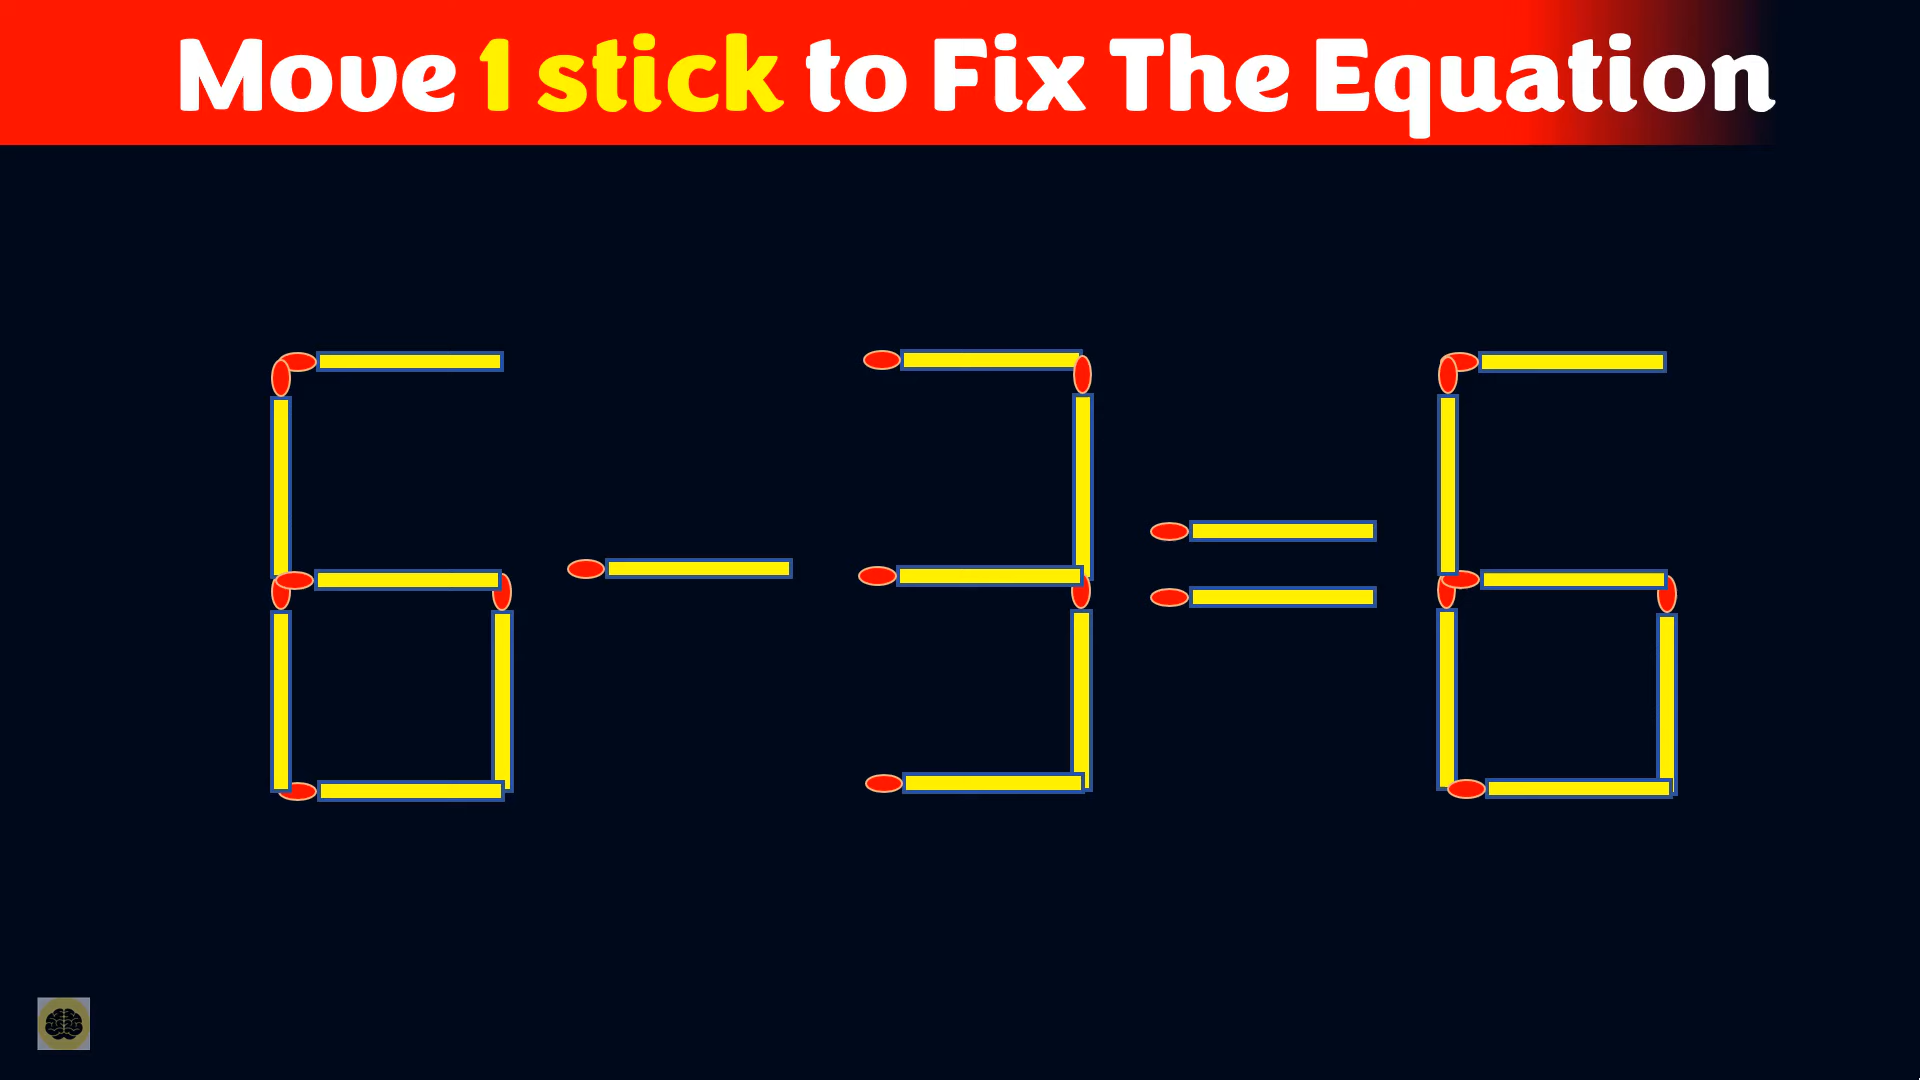 Move 1 stick to Fix The Equation
6 - 3 = 6